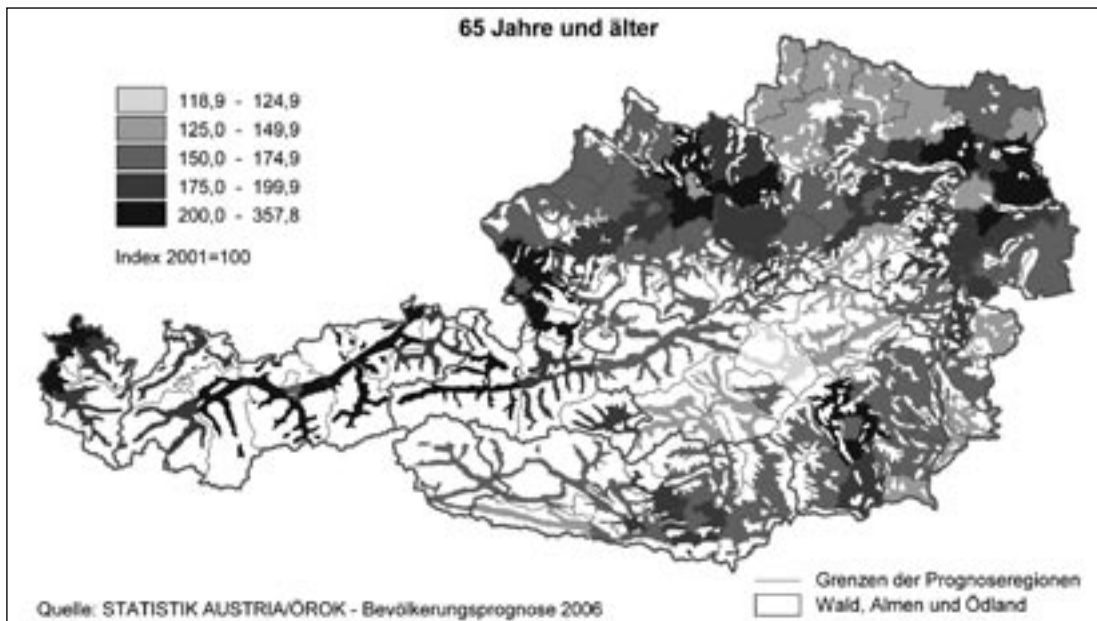 65 Jahre und älter
118,9 - 124,9
125,0 - 149,9
150,0 - 174,9
175,0 - 199,9
200,0 - 357,8
Index 2001=100
Grenzen der Prognoseregionen
Wald, Almen und Ödland
Quelle: STATISTIK AUSTRIA/ÖROK - Bevölkerungsprognose 2006